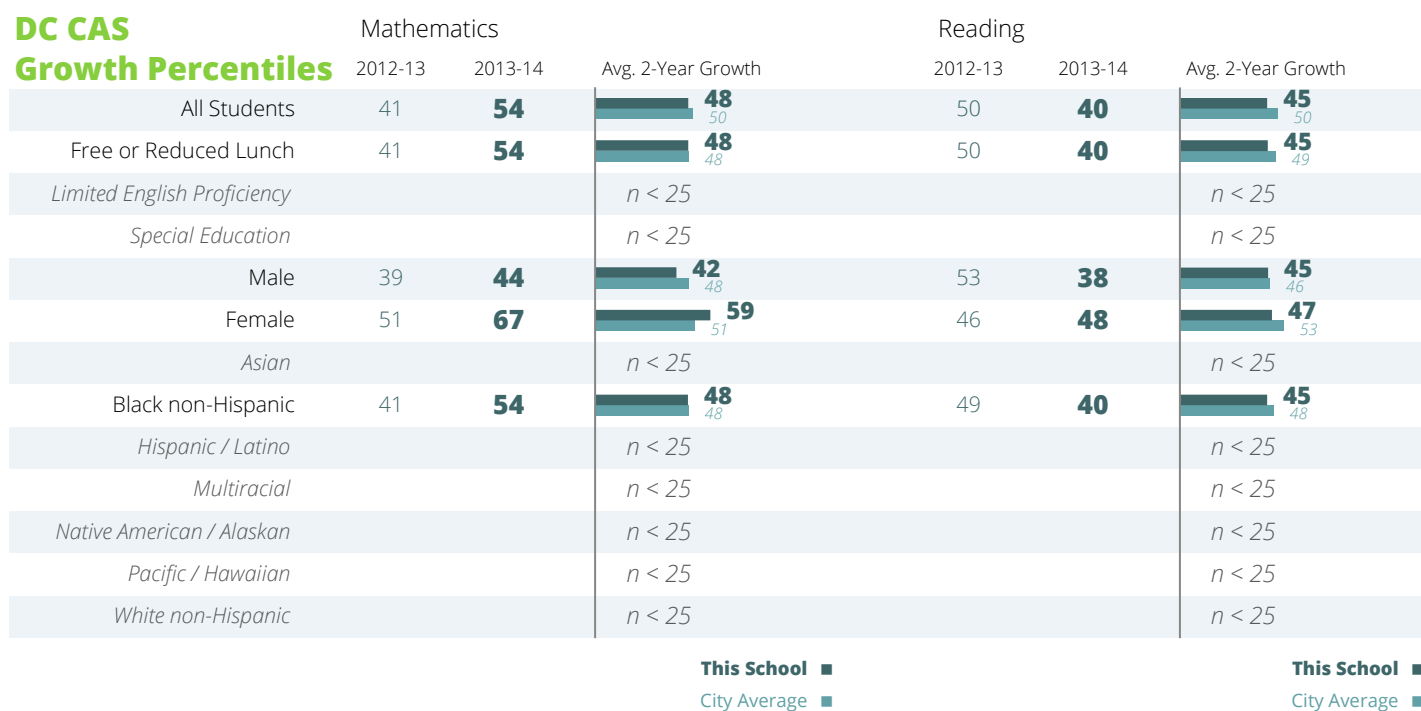 DC CAS
Growth Percentiles
Mathematics Reading
2012-13 2013-14 Avg. 2-Year Growth 2012-13 2013-14 Avg. 2-Year Growth
All Students 41 54 48 50 50 40 45 50
Free or Reduced Lunch 41 54 48 48 50 40 45 49
Limited English Proficiency n < 25 n < 25
Special Education n < 25 n < 25
Male 39 44 42 48 53 38 45 46
Female 51 67 59 51 46 48 47 53
Asian n < 25 n < 25
Black non-Hispanic 41 54 48 48 49 40 45 48
Hispanic / Latino n < 25 n < 25
Multiracial n < 25 n < 25
Native American / Alaskan n < 25 n < 25
Pacific / Hawaiian n < 25 n < 25
White non-Hispanic n < 25 n < 25
This School This School
City Average City Average